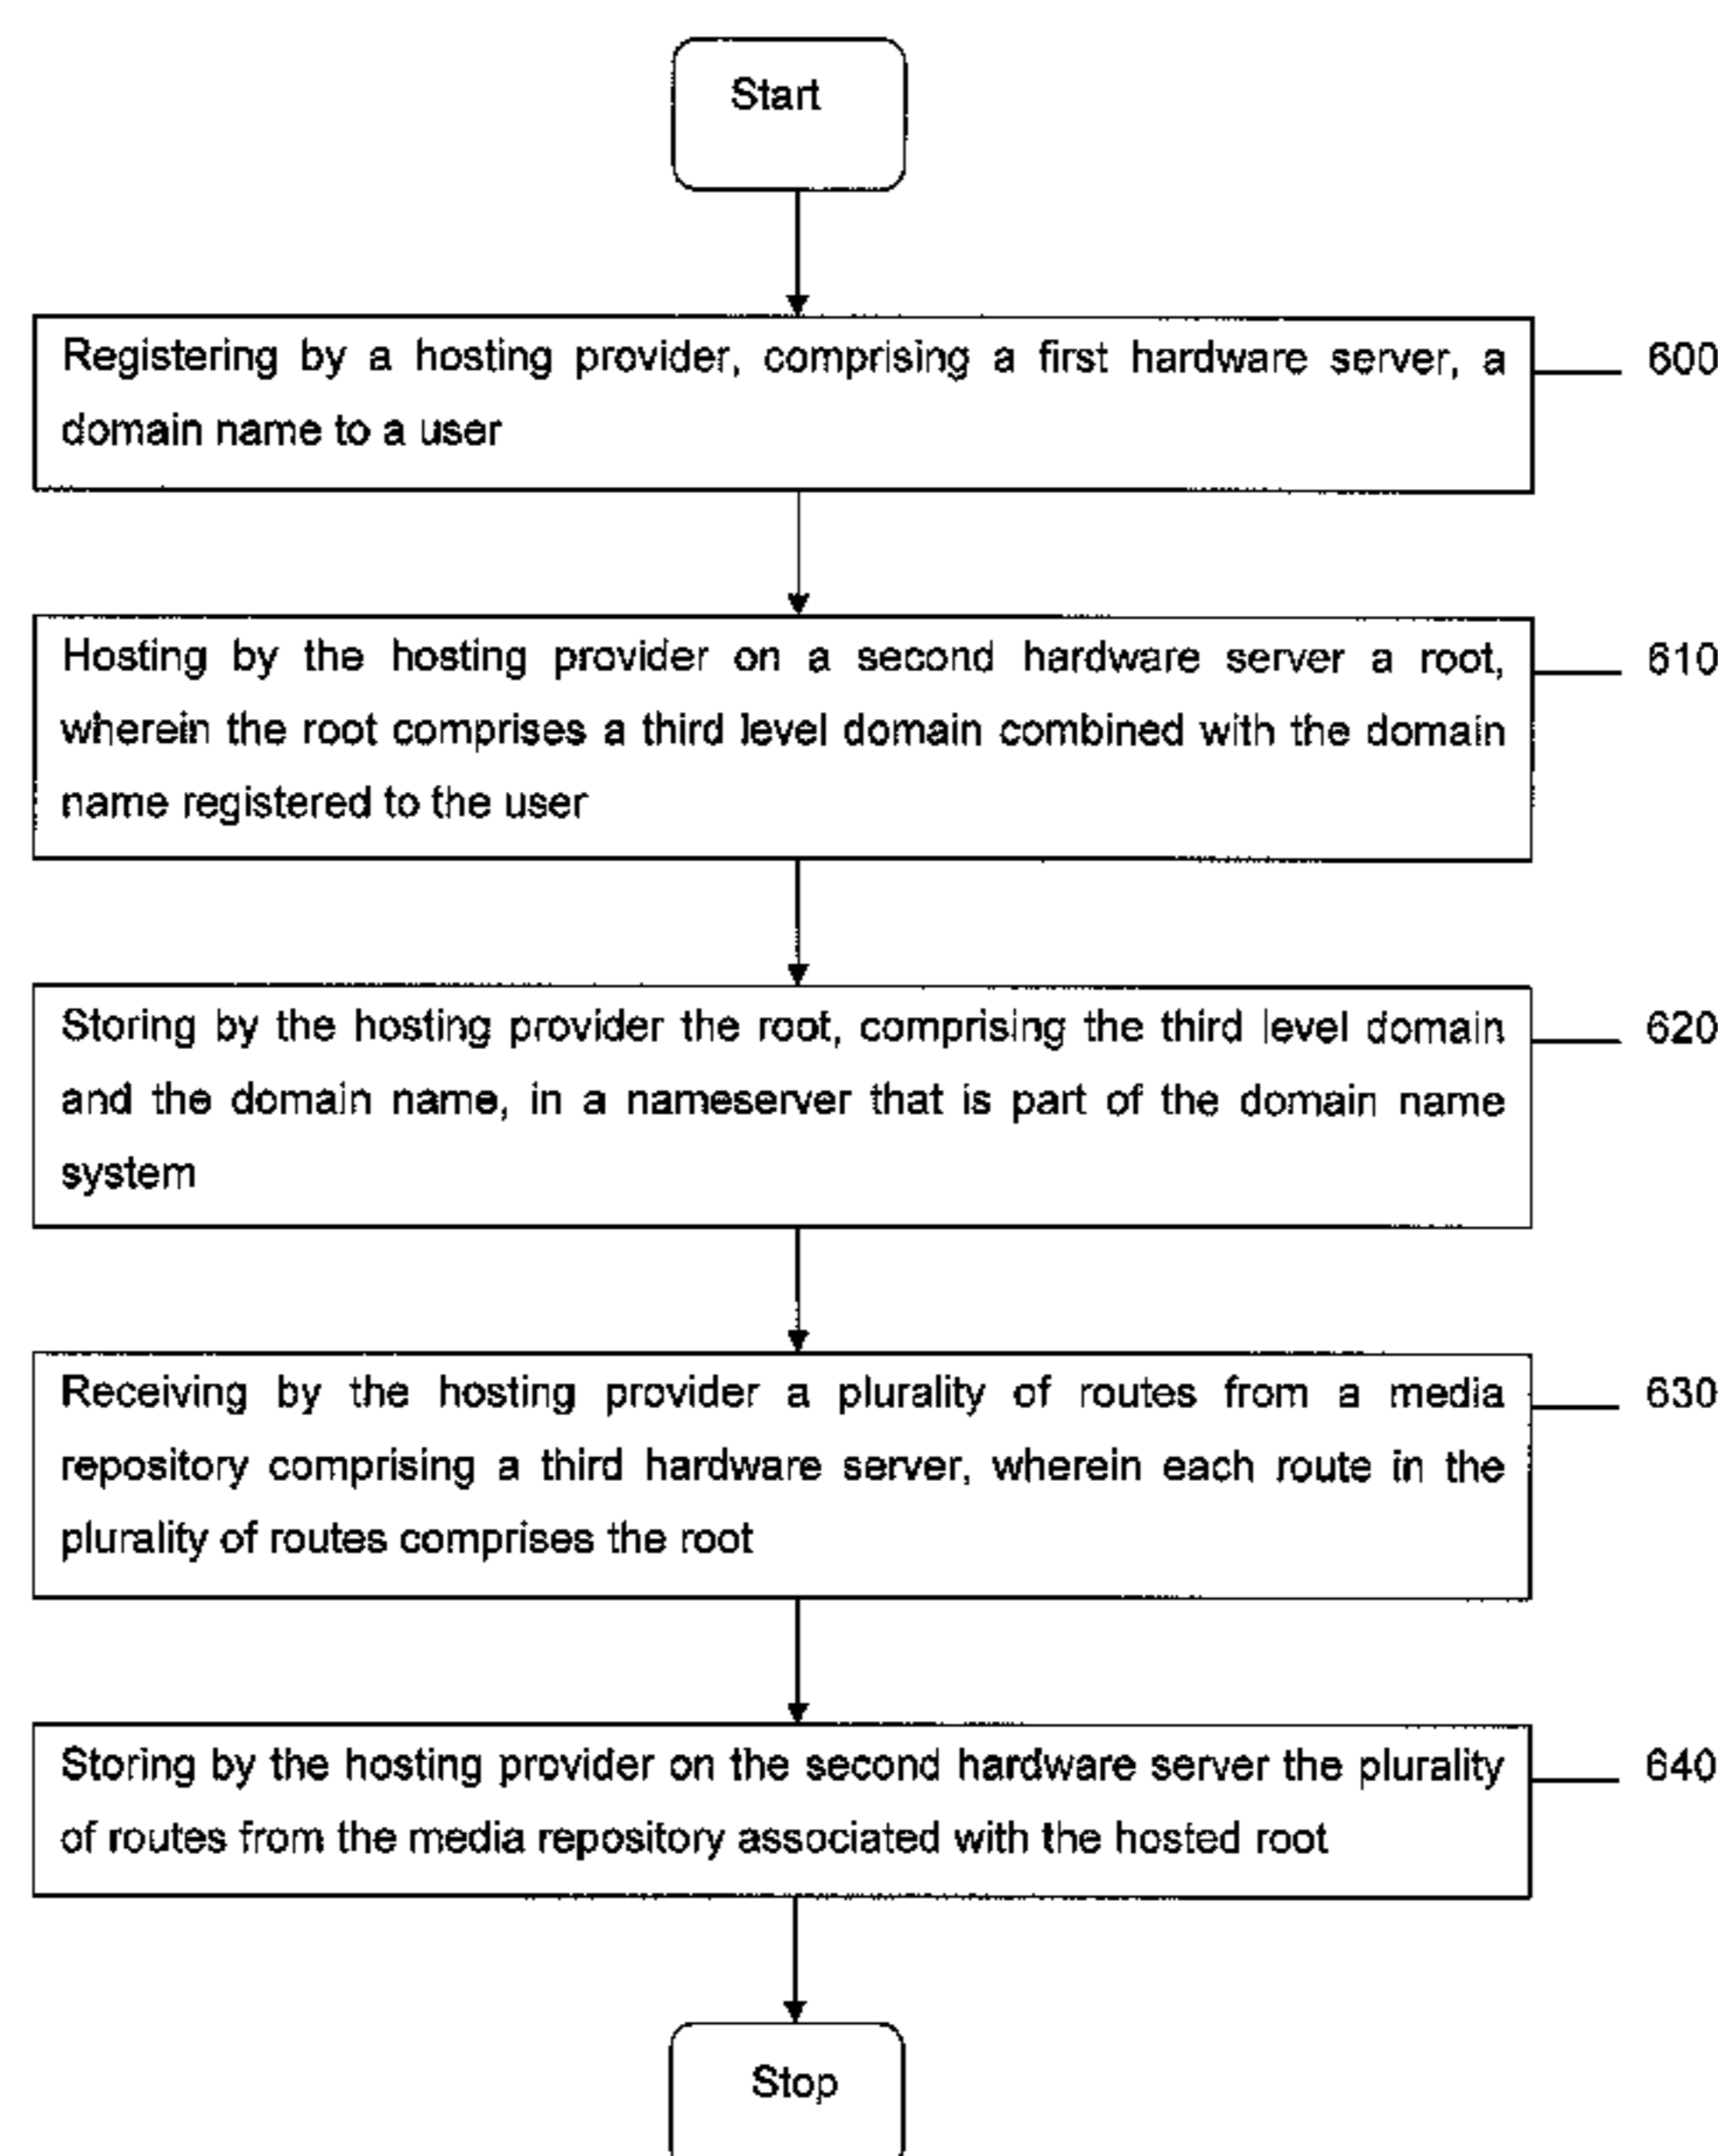 Start
Registering by a hosting provider, comprising a first hardware server, a
domain name to a user
600
Hosting by the hosting provider on a second hardware server a root,
wherein the root comprises a third level domain combined with the domain
name registered to the user
610
Storing by the hosting provider the root, comprising the third level domain
and the domain name, in a nameserver that is part of the domain name
system
620
Receiving by the hosting provider a plurality of routes from a media
repository comprising a third hardware server, wherein each route in the
plurality of routes comprises the root
630
Storing by the hosting provider on the second hardware server the plurality
of routes from the media repository associated with the hosted root
640
Stop